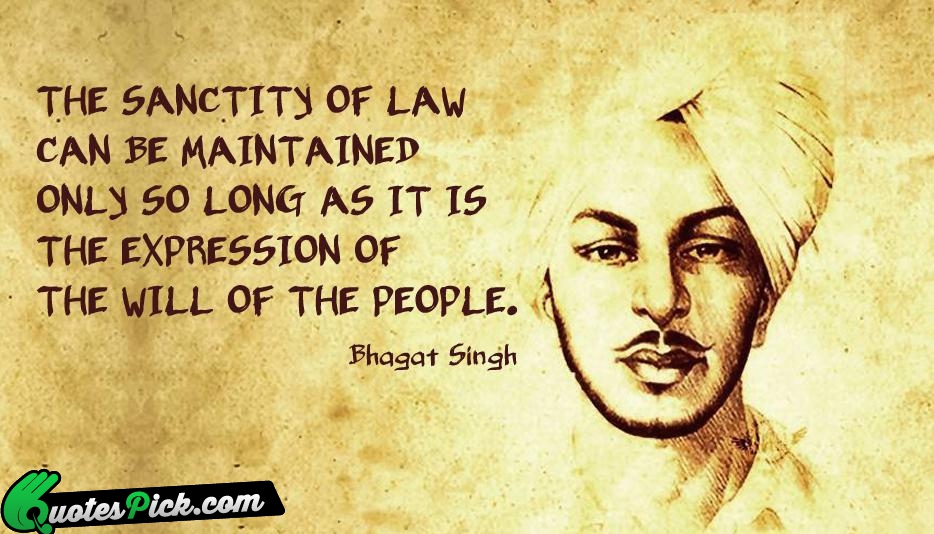 THE SANCTITY OF LAW
CAN BE MAINTAINED
ONLY SO LONG AS IT IS
THE EXPRESSION OF
THE WILL OF THE PEOPLE.
Bhagat Singh
QuotesPick.com